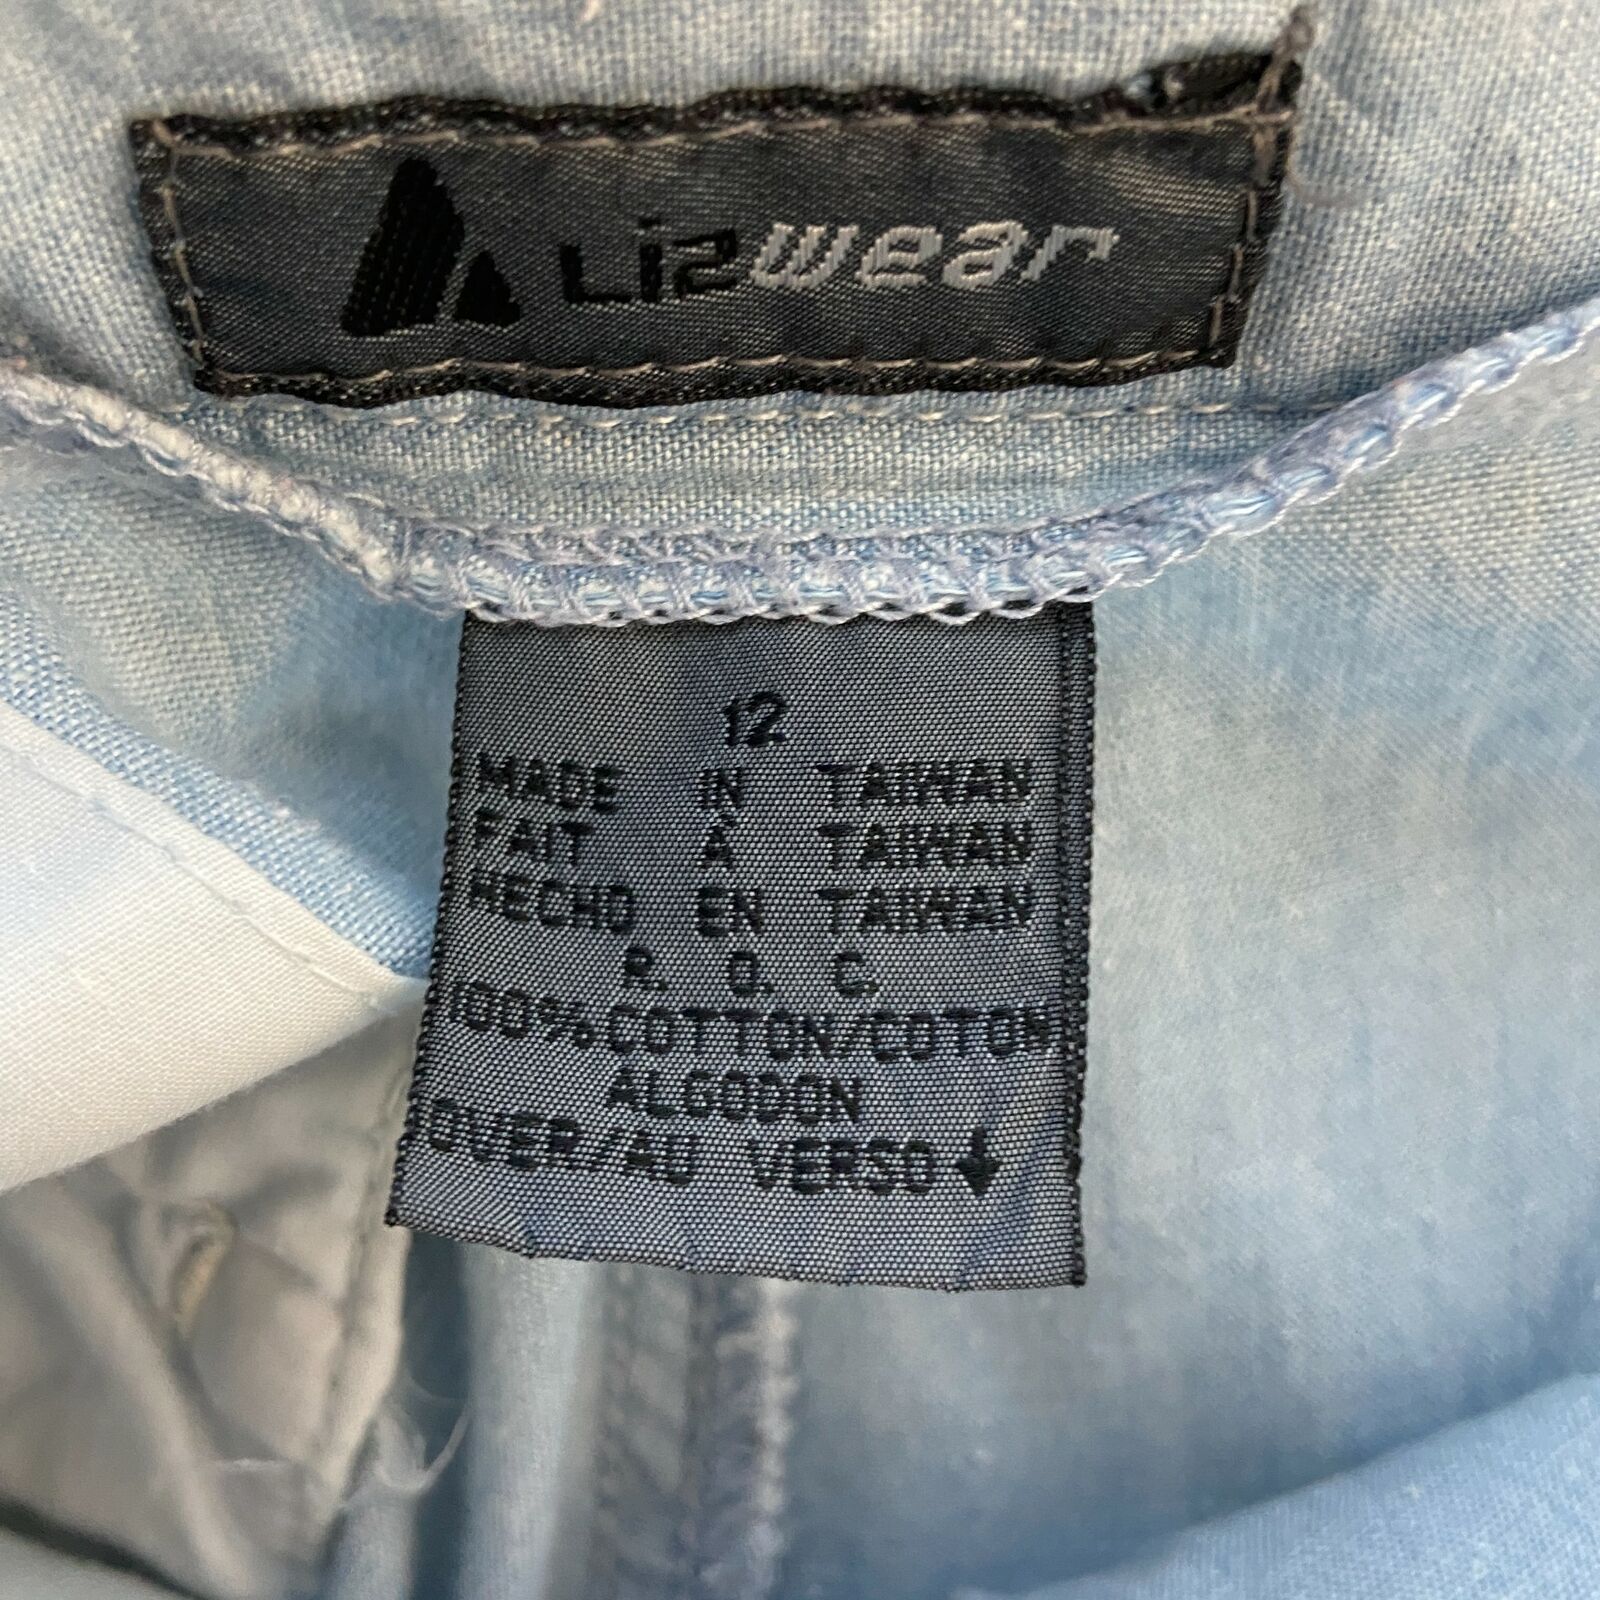 Lizwear
12
MADE IN TAIWAN
FAIT À TAIWAN
HECHO EN TAIWAN
R. O. C.
100% COTTON/COTON
ALGODON
OVER/AU VERSO